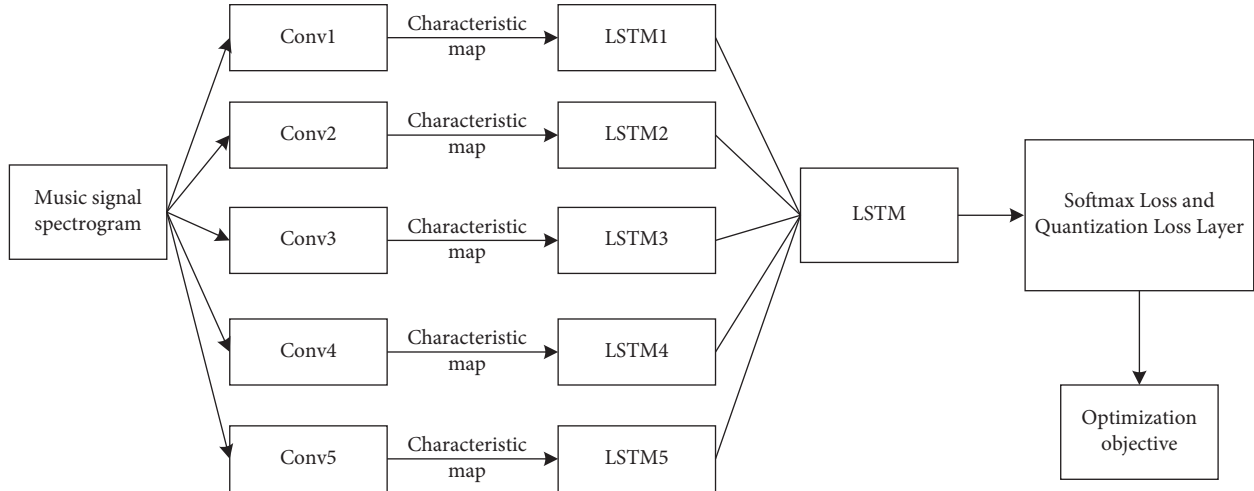 Conv1
Characteristic
map
LSTM1
Conv2
Characteristic
map
LSTM2
Music signal
spectrogram
Conv3
Characteristic
map
LSTM3
LSTM
Softmax Loss and
Quantization Loss Layer
Conv4
Characteristic
map
LSTM4
Conv5
Characteristic
map
LSTM5
Optimization
objective